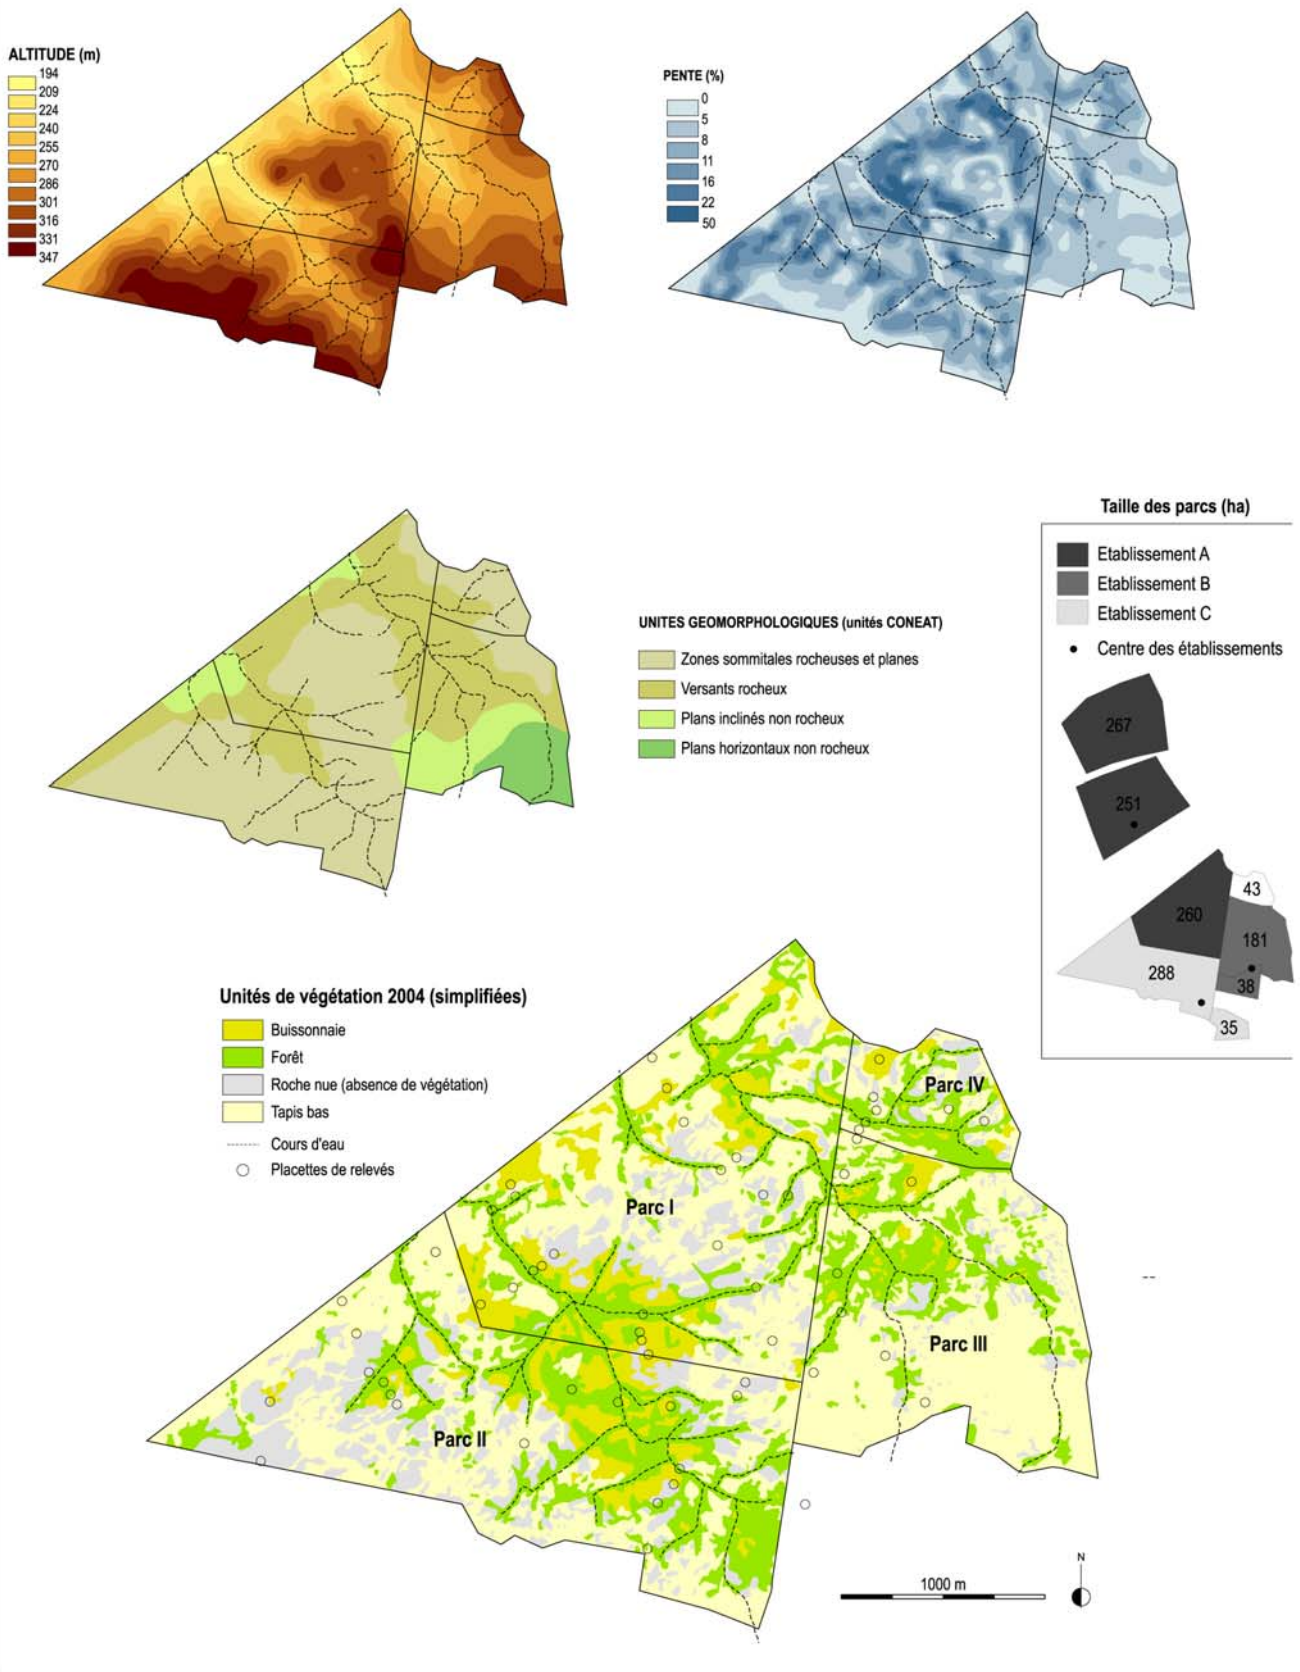 ALTITUDE (m)
194
209
224
240
255
270
286
301
316
331
347
PENTE (%)
0
5
8
11
16
22
50
UNITES GEOMORPHOLOGIQUES (unités CONEAT)
Zones sommitales rocheuses et planes
Versants rocheux
Plans inclinés non rocheux
Plans horizontaux non rocheux
Taille des parcs (ha)
Etablissement A
Etablissement B
Etablissement C
Centre des établissements
267
251
43
260
181
288
38
35
Unités de végétation 2004 (simplifiées)
Buissonnaie
Forêt
Roche nue (absence de végétation)
Tapis bas
Cours d'eau
Placettes de relevés
Parc IV
Parc I
Parc III
Parc II
1000 m
N